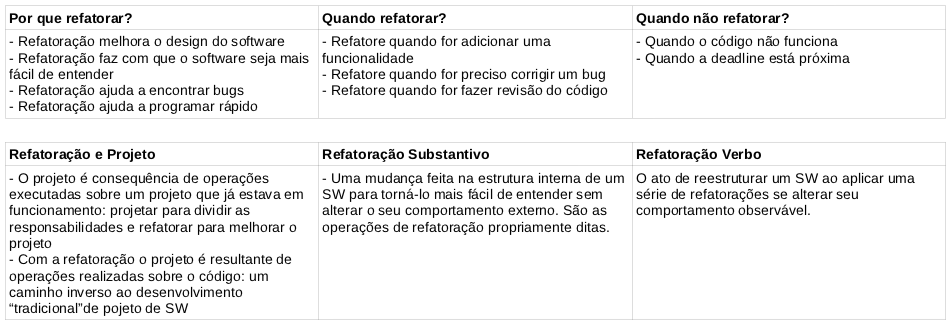 Por que refatorar?
- Refatoração melhora o design do software
- Refatoração faz com que o software seja mais
fácil de entender
- Refatoração ajuda a encontrar bugs
- Refatoração ajuda a programar rápido
Quando refatorar?
- Refatore quando for adicionar uma
funcionalidade
- Refatore quando for preciso corrigir um bug
- Refatore quando for fazer revisão do código
Quando não refatorar?
- Quando o código não funciona
- Quando a deadline está próxima
Refatoração e Projeto
- O projeto é consequência de operações
executadas sobre um projeto que já estava em
funcionamento: projetar para dividir as
responsabilidades e refatorar para melhorar o
projeto
- Com a refatoração o projeto é resultante de
operações realizadas sobre o código: um
caminho inverso ao desenvolvimento
“tradicional”de pojeto de SW
Refatoração Substantivo
- Uma mudança feita na estrutura interna de um
SW para torná-lo mais fácil de entender sem
alterar o seu comportamento externo. São as
operações de refatoração propriamente ditas.
Refatoração Verbo
O ato de reestruturar um SW ao aplicar uma
série de refatorações se alterar seu
comportamento observável.